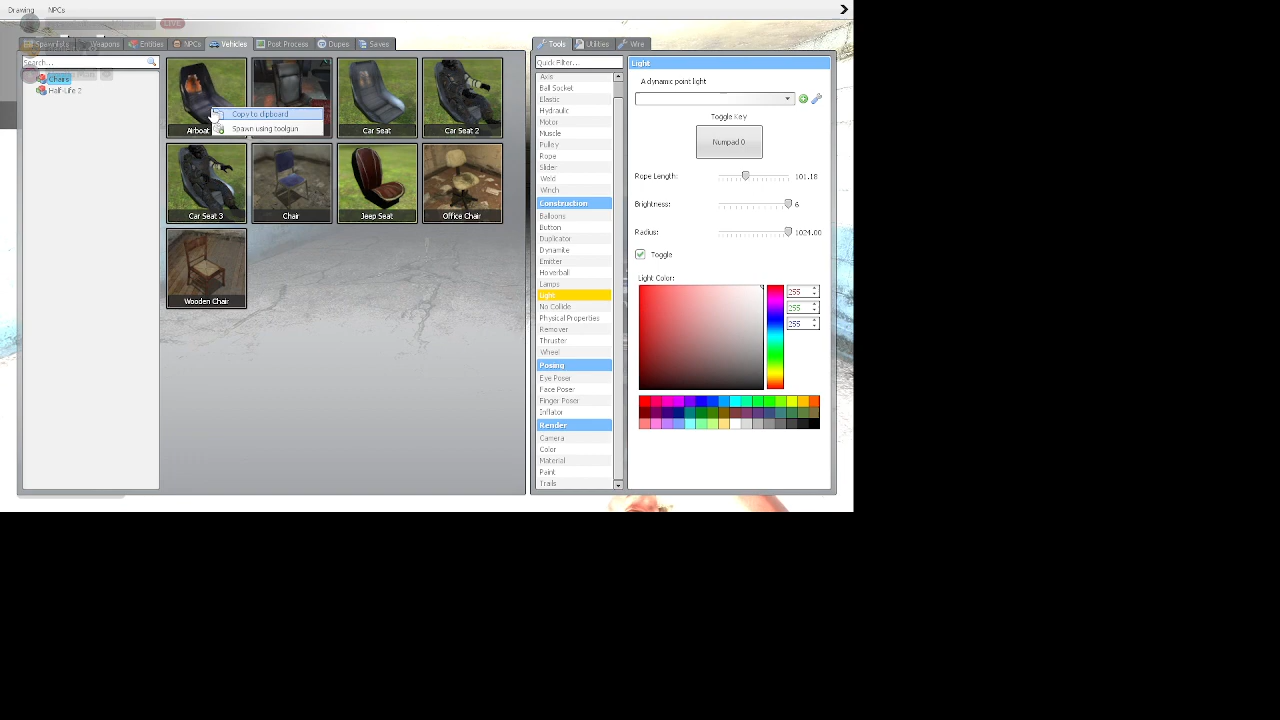 Drawing NPCs
LIVE
Spawnlists Weapons Entities NPCs Vehicles Post Process Dupes Saves
Search...
Chairs
Half-Life 2
Airboat
Copy to clipboard
Spawn using toolgun
Car Seat
Car Seat 2
Car Seat 3
Chair
Jeep Seat
Office Chair
Wooden Chair
Tools Utilities Wire
Quick Filter...
Axis
Ball Socket
Elastic
Hydraulic
Motor
Muscle
Pulley
Rope
Slider
Weld
Winch
Construction
Balloons
Button
Duplicator
Dynamite
Emitter
Hoverball
Lamps
Light
No Collide
Physical Properties
Remover
Thruster
Wheel
Posing
Eye Poser
Face Poser
Finger Poser
Inflator
Render
Camera
Color
Material
Paint
Trails
Light
A dynamic point light
Toggle Key
Numpad 0
Rope Length: 101.18
Brightness: 6
Radius: 1024.00
Toggle
Light Color:
255
255
255